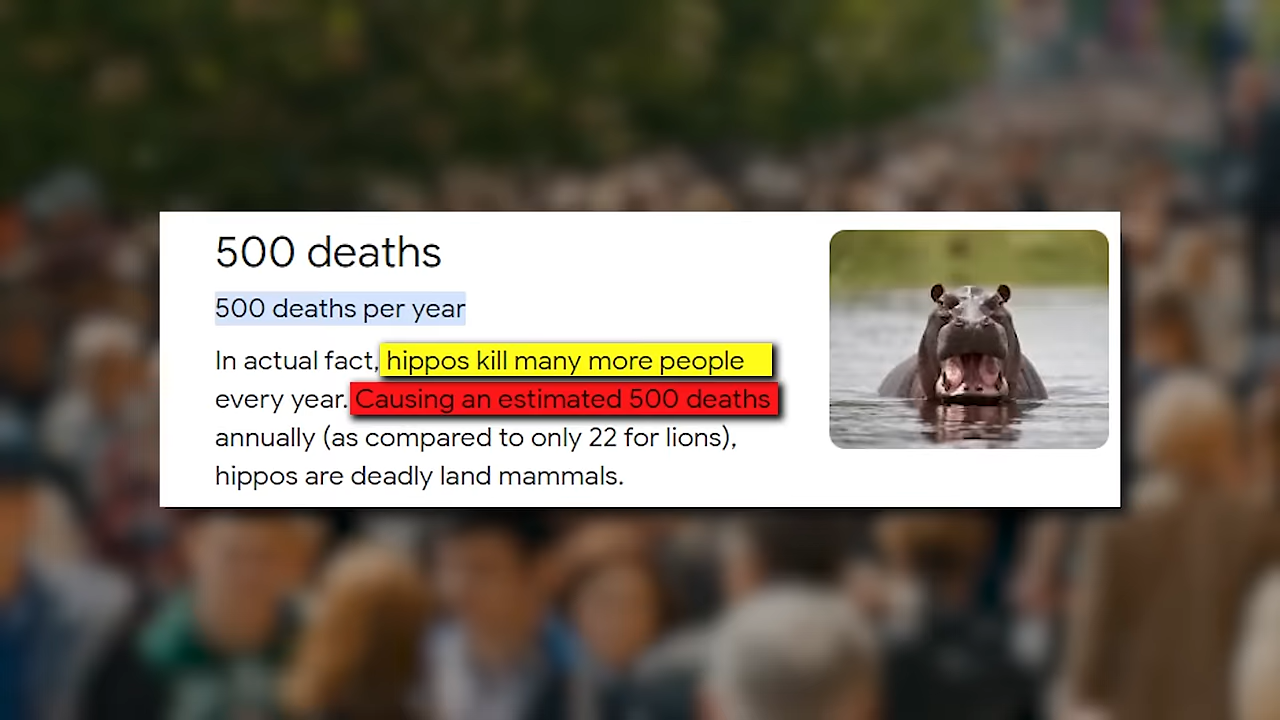 500 deaths
500 deaths per year
In actual fact, hippos kill many more people
every year. Causing an estimated 500 deaths
annually (as compared to only 22 for lions),
hippos are deadly land mammals.